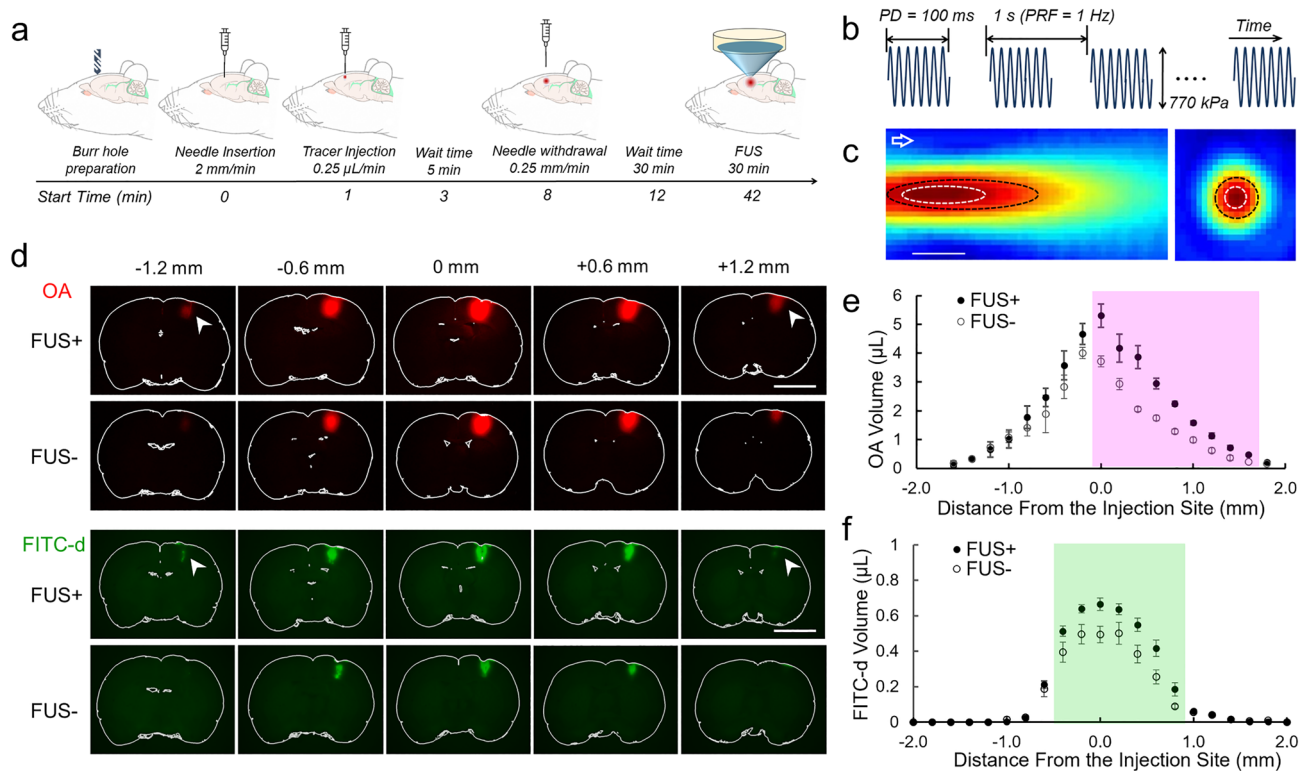 a
Burr hole
preparation
Needle Insertion
2 mm/min
Tracer Injection
0.25 µL/min
Wait time
5 min
Needle withdrawal
0.25 mm/min
Wait time
30 min
FUS
30 min
Start Time (min)
0
1
3
8
12
42
b
PD = 100 ms
1 s (PRF = 1 Hz)
Time
770 kPa
c
d
-1.2 mm
-0.6 mm
0 mm
+0.6 mm
+1.2 mm
OA
FUS+
FUS-
FITC-d
FUS+
FUS-
e
FUS+
FUS-
OA Volume (µL)
6
5
4
3
2
1
0
-2.0
-1.0
0.0
1.0
2.0
Distance From the Injection Site (mm)
f
FUS+
FUS-
FITC-d Volume (µL)
1
0.8
0.6
0.4
0.2
0
-2.0
-1.0
0.0
1.0
2.0
Distance From the Injection Site (mm)